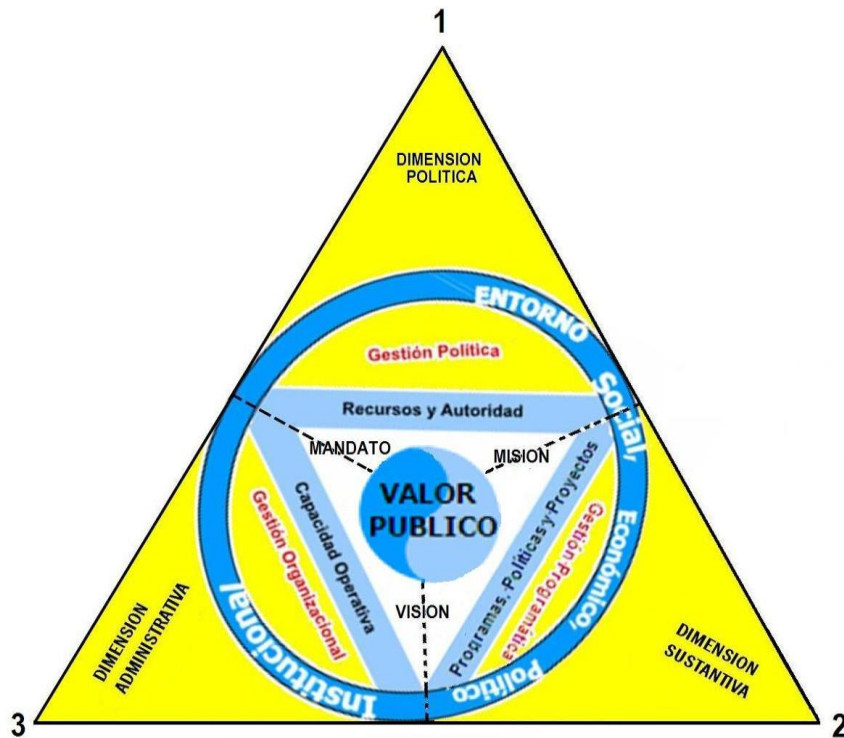 1
DIMENSION
POLITICA
ENTORNO Social, Económico, Político Institucional
Gestión Política
Recursos y Autoridad
MANDATO
MISION
VALOR
PUBLICO
VISION
Capacidad Operativa
Gestión Organizacional
Programas, Políticas y Proyectos
Gestión Programática
DIMENSION
ADMINISTRATIVA
DIMENSION
SUSTANTIVA
3
2